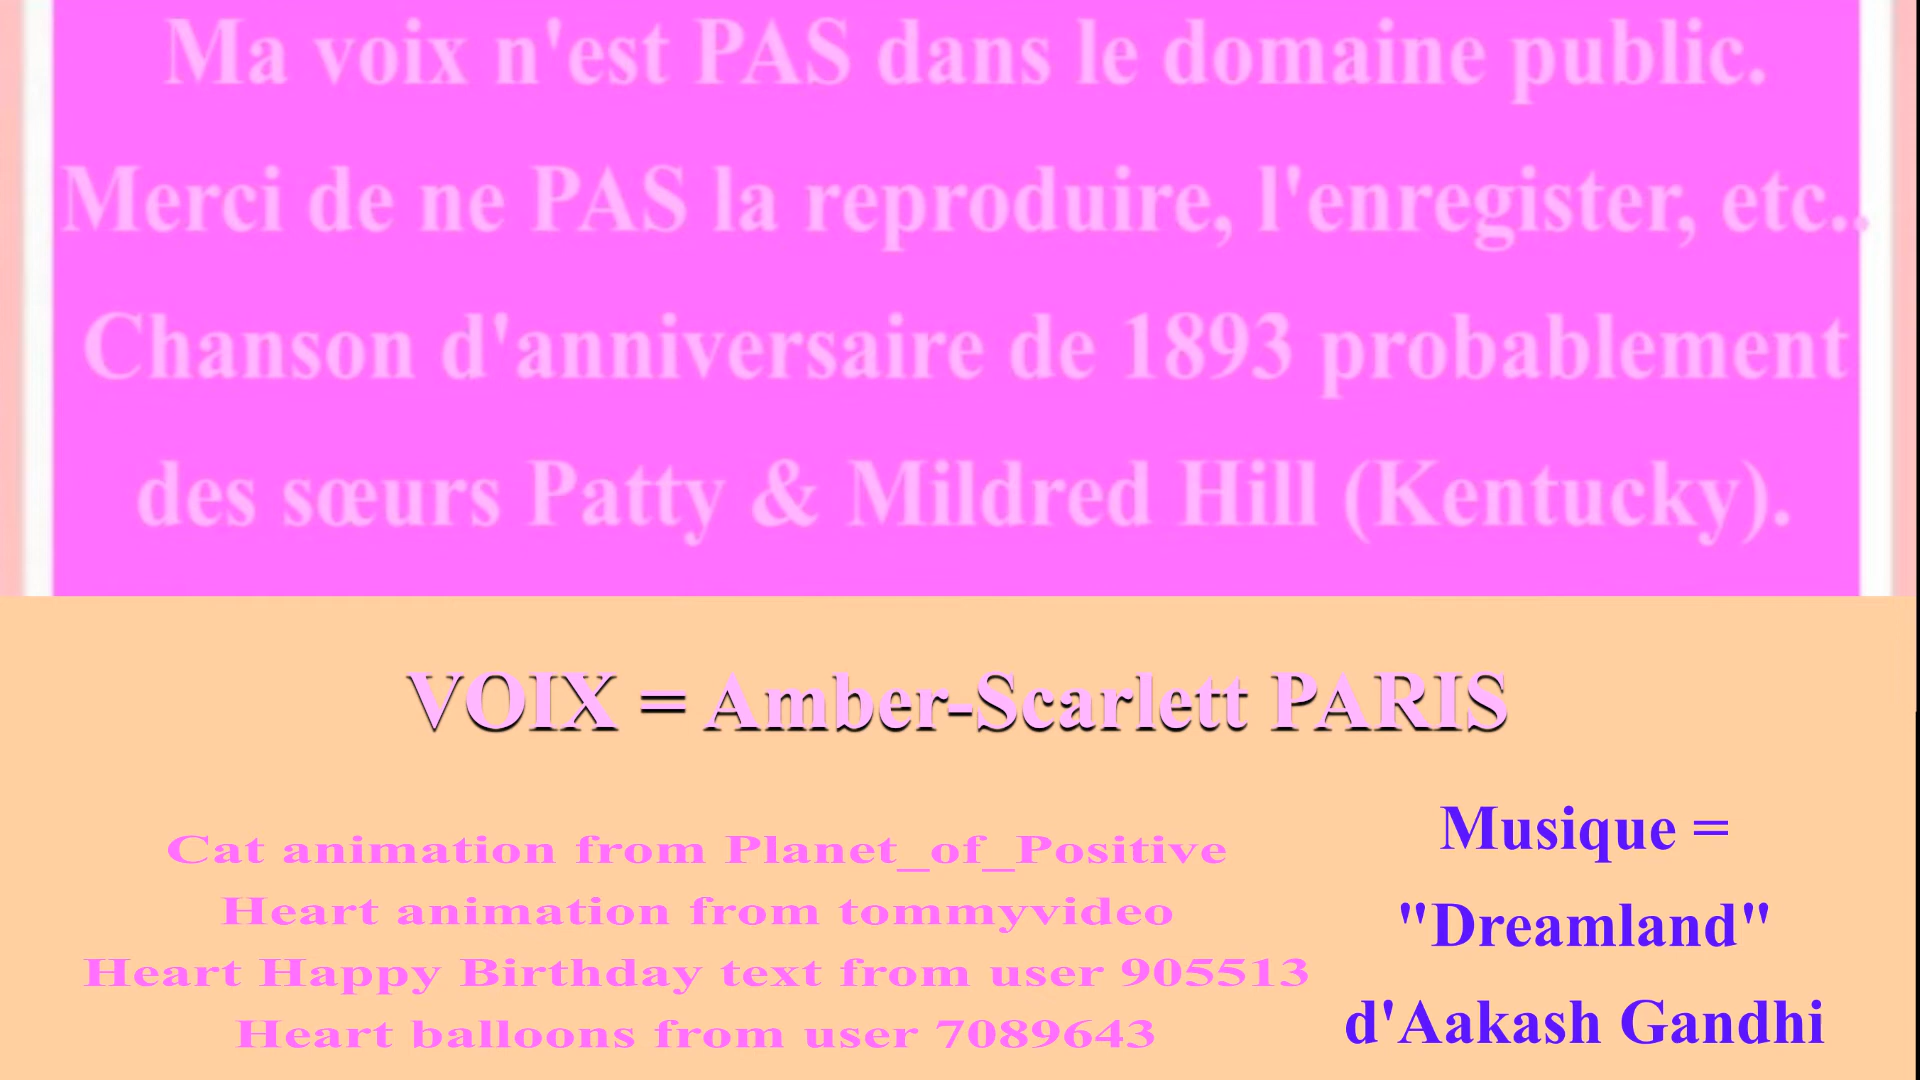 Ma voix n'est PAS dans le domaine public.
Merci de ne PAS la reproduire, l'enregister, etc..
Chanson d'anniversaire de 1893 probablement
des sœurs Patty & Mildred Hill (Kentucky).
VOIX = Amber-Scarlett PARIS
Cat animation from Planet_of_Positive
Heart animation from tommyvideo
Heart Happy Birthday text from user 905513
Heart balloons from user 7089643
Musique =
"Dreamland"
d'Aakash Gandhi